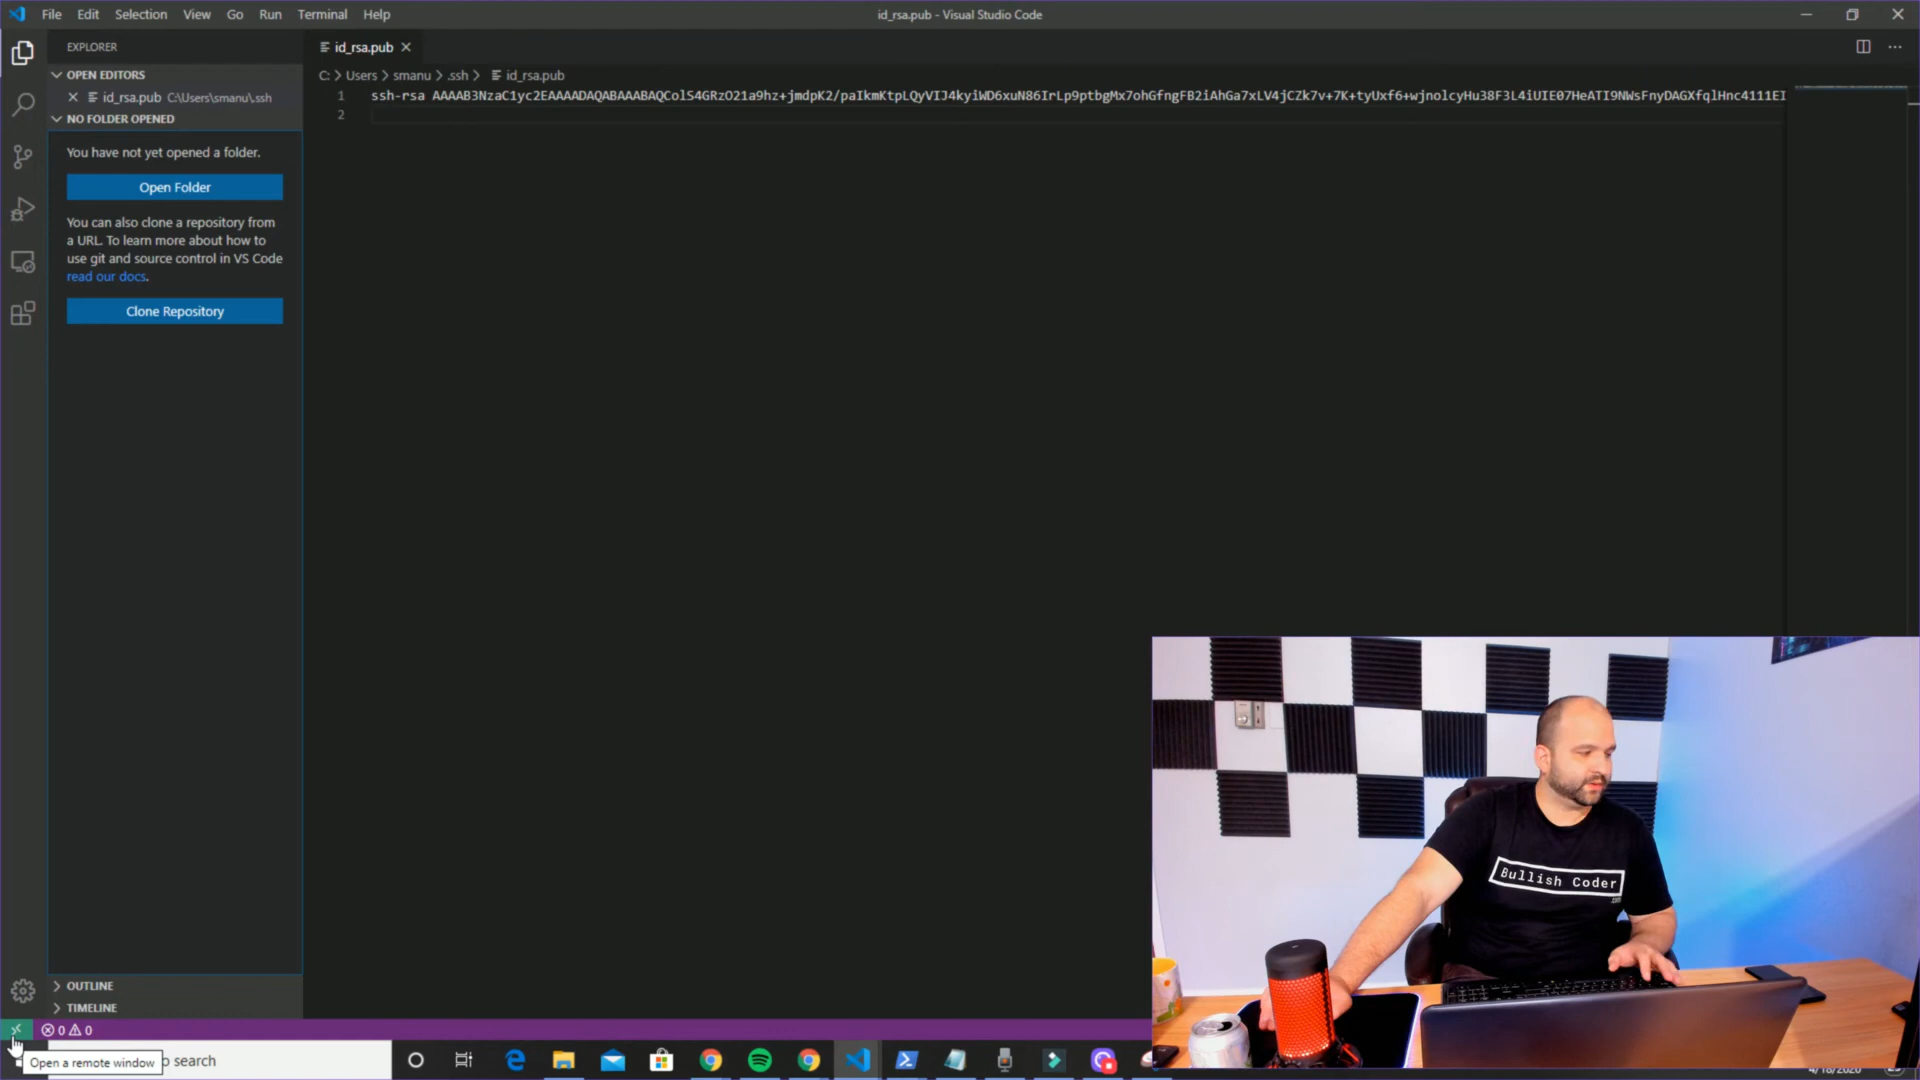 File Edit Selection View Go Run Terminal Help
id_rsa.pub - Visual Studio Code
EXPLORER
OPEN EDITORS
id_rsa.pub C:\Users\smanu\.ssh
NO FOLDER OPENED
You have not yet opened a folder.
Open Folder
You can also clone a repository from
a URL. To learn more about how to
use git and source control in VS Code
read our docs.
Clone Repository
OUTLINE
TIMELINE
id_rsa.pub
C: > Users > smanu > .ssh > id_rsa.pub
1 ssh-rsa AAAAB3NzaC1yc2EAAAADAQABAAABAQColS4GRzO21a9hz+jmdpK2/paIkmKtpLQyVIJ4kyiWD6xuN86IrLp9ptbgMx7ohGfngFB2iAhGa7xLV4jCZk7v+7K+tyUxf6+wjnolcyHu38F3L4iUIE07HeATI9NWsFnyDAGXfqlHnc4111EI
2
0 0
Open a remote window
o search
Bullish Coder
4/18/2020